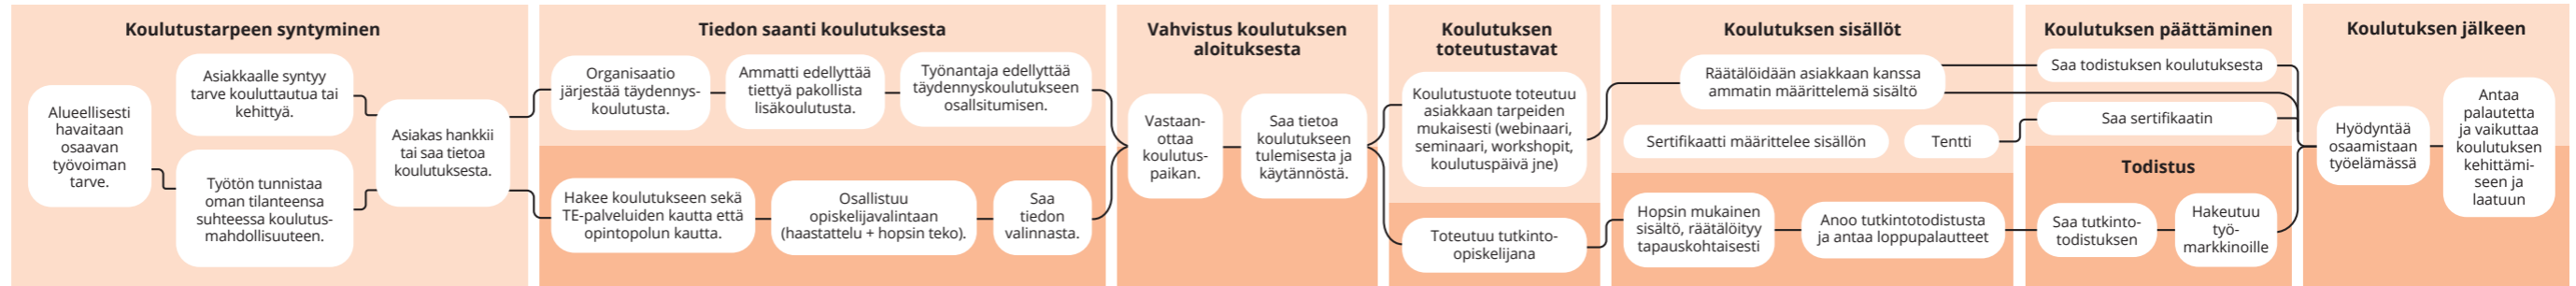 Koulutustarpeen syntyminen
Alueellisesti
havaitaan
osaavan
työvoiman
tarve.
Asiakkaalle syntyy
tarve kouluttautua tai
kehittyä.
Työtön tunnistaa
oman tilanteensa
suhteessa koulutus-
mahdollisuuteen.
Asiakas hankkii
tai saa tietoa
koulutuksesta.
Tiedon saanti koulutuksesta
Organisaatio
järjestää täydennys-
koulutusta.
Ammatti edellyttää
tiettyä pakollista
lisäkoulutusta.
Työnantaja edellyttää
täydennyskoulutukseen
osallsitumisen.
Hakee koulutukseen sekä
TE-palveluiden kautta että
opintopolun kautta.
Osallistuu
opiskelijavalintaan
(haastattelu + hopsin teko).
Saa
tiedon
valinnasta.
Vahvistus koulutuksen
aloituksesta
Vastaan-
ottaa
koulutus-
paikan.
Saa tietoa
koulutukseen
tulemisesta ja
käytännöstä.
Koulutuksen
toteutustavat
Koulutustuote toteutuu
asiakkaan tarpeiden
mukaisesti (webinaari,
seminaari, workshopit,
koulutuspäivä jne)
Toteutuu tutkinto-
opiskelijana
Koulutuksen sisällöt
Räätälöidään asiakkaan kanssa
ammatin määrittelemä sisältö
Sertifikaatti määrittelee sisällön
Tentti
Hopsin mukainen
sisältö, räätälöityy
tapauskohtaisesti
Anoo tutkintotodistusta
ja antaa loppupalautteet
Koulutuksen päättäminen
Saa todistuksen koulutuksesta
Saa sertifikaatin
Todistus
Saa tutkinto-
todistuksen
Hakeutuu
työ-
markkinoille
Koulutuksen jälkeen
Hyödyntää
osaamistaan
työelämässä
Antaa
palautetta
ja vaikuttaa
koulutuksen
kehittämi-
seen ja
laatuun